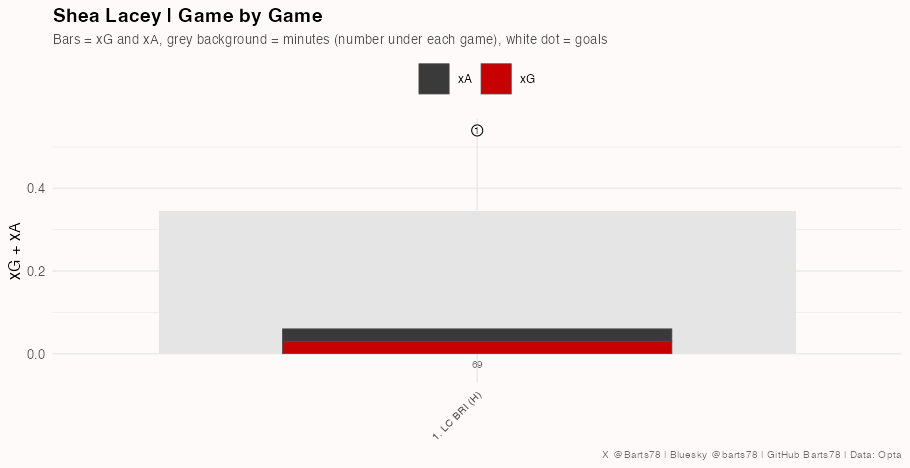 Shea Lacey | Game by Game
Bars = xG and xA, grey background = minutes (number under each game), white dot = goals
xA
xG
1
xG + xA
0.4
0.2
0.0
69
1. LC BRI (H)
X @Barts78 | Bluesky @barts78 | GitHub Barts78 | Data: Opta